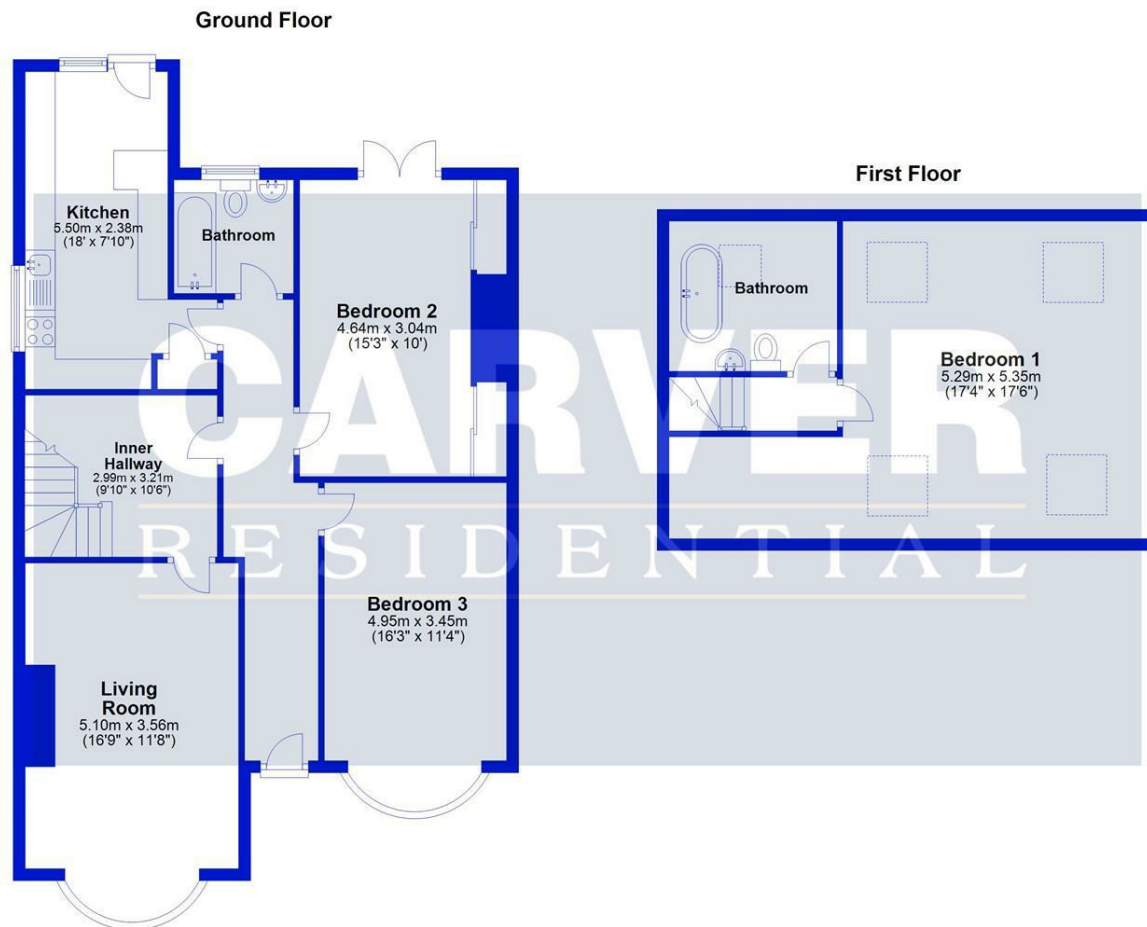 Ground Floor
Kitchen
5.50m x 2.38m
(18' x 7'10")
Bathroom
Bedroom 2
4.64m x 3.04m
(15'3" x 10')
Inner
Hallway
2.99m x 3.21m
(9'10" x 10'6")
Bedroom 3
4.95m x 3.45m
(16'3" x 11'4")
Living
Room
5.10m x 3.56m
(16'9" x 11'8")
First Floor
Bathroom
Bedroom 1
5.29m x 5.35m
(17'4" x 17'6")
CARVER
RESIDENTIAL